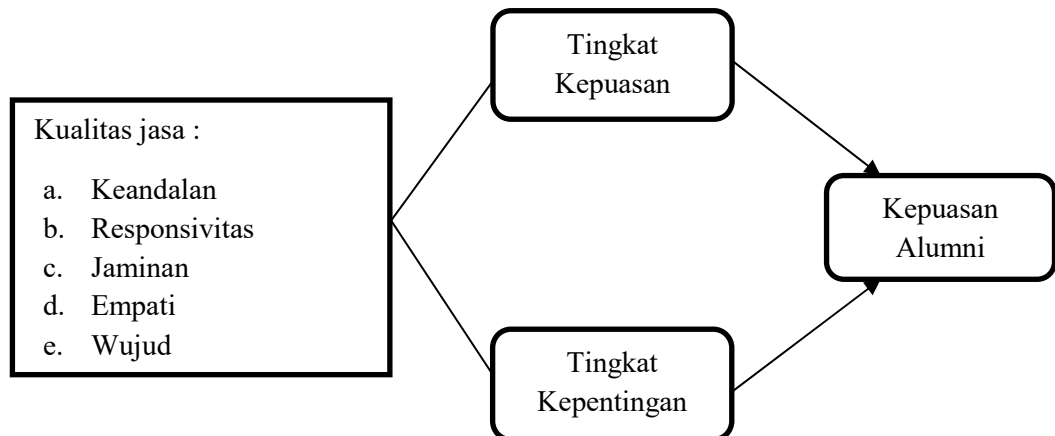 Kualitas jasa :
a. Keandalan
b. Responsivitas
c. Jaminan
d. Empati
e. Wujud
Tingkat
Kepuasan
Tingkat
Kepentingan
Kepuasan
Alumni